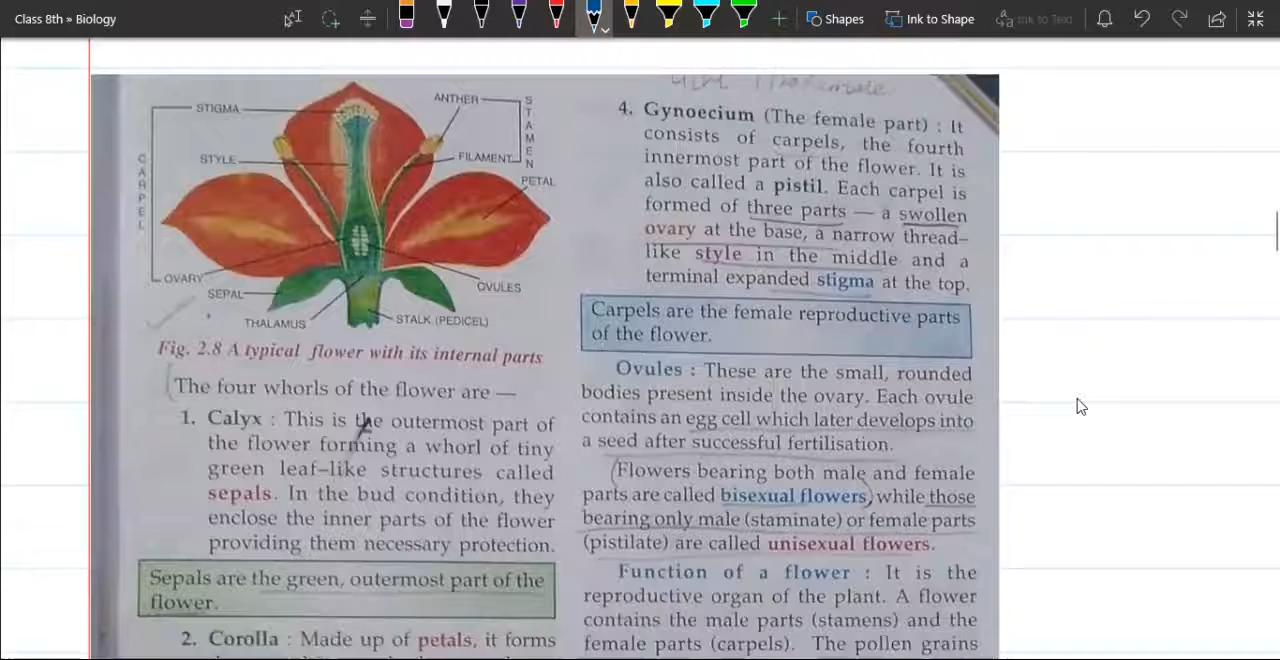 Class 8th » Biology
Shapes
Ink to Shape
Ink to Text
STIGMA
ANTHER
STAMEN
STYLE
FILAMENT
CARPEL
PETAL
OVARY
SEPAL
OVULES
THALAMUS
STALK (PEDICEL)
Fig. 2.8 A typical flower with its internal parts
The four whorls of the flower are —
1. Calyx : This is the outermost part of
the flower forming a whorl of tiny
green leaf-like structures called
sepals. In the bud condition, they
enclose the inner parts of the flower
providing them necessary protection.
Sepals are the green, outermost part of the
flower.
2. Corolla : Made up of petals, it forms
4. Gynoecium (The female part) : It
consists of carpels, the fourth
innermost part of the flower. It is
also called a pistil. Each carpel is
formed of three parts — a swollen
ovary at the base, a narrow thread-
like style in the middle and a
terminal expanded stigma at the top.
Carpels are the female reproductive parts
of the flower.
Ovules : These are the small, rounded
bodies present inside the ovary. Each ovule
contains an egg cell which later develops into
a seed after successful fertilisation.
Flowers bearing both male and female
parts are called bisexual flowers, while those
bearing only male (staminate) or female parts
(pistilate) are called unisexual flowers.
Function of a flower : It is the
reproductive organ of the plant. A flower
contains the male parts (stamens) and the
female parts (carpels). The pollen grains